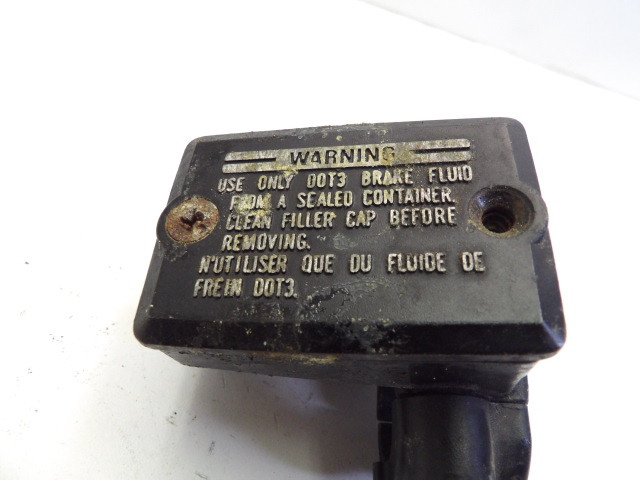 WARNING
USE ONLY DOT3 BRAKE FLUID
FROM A SEALED CONTAINER.
CLEAN FILLER CAP BEFORE
REMOVING.
N'UTILISER QUE DU FLUIDE DE
FREIN DOT3.